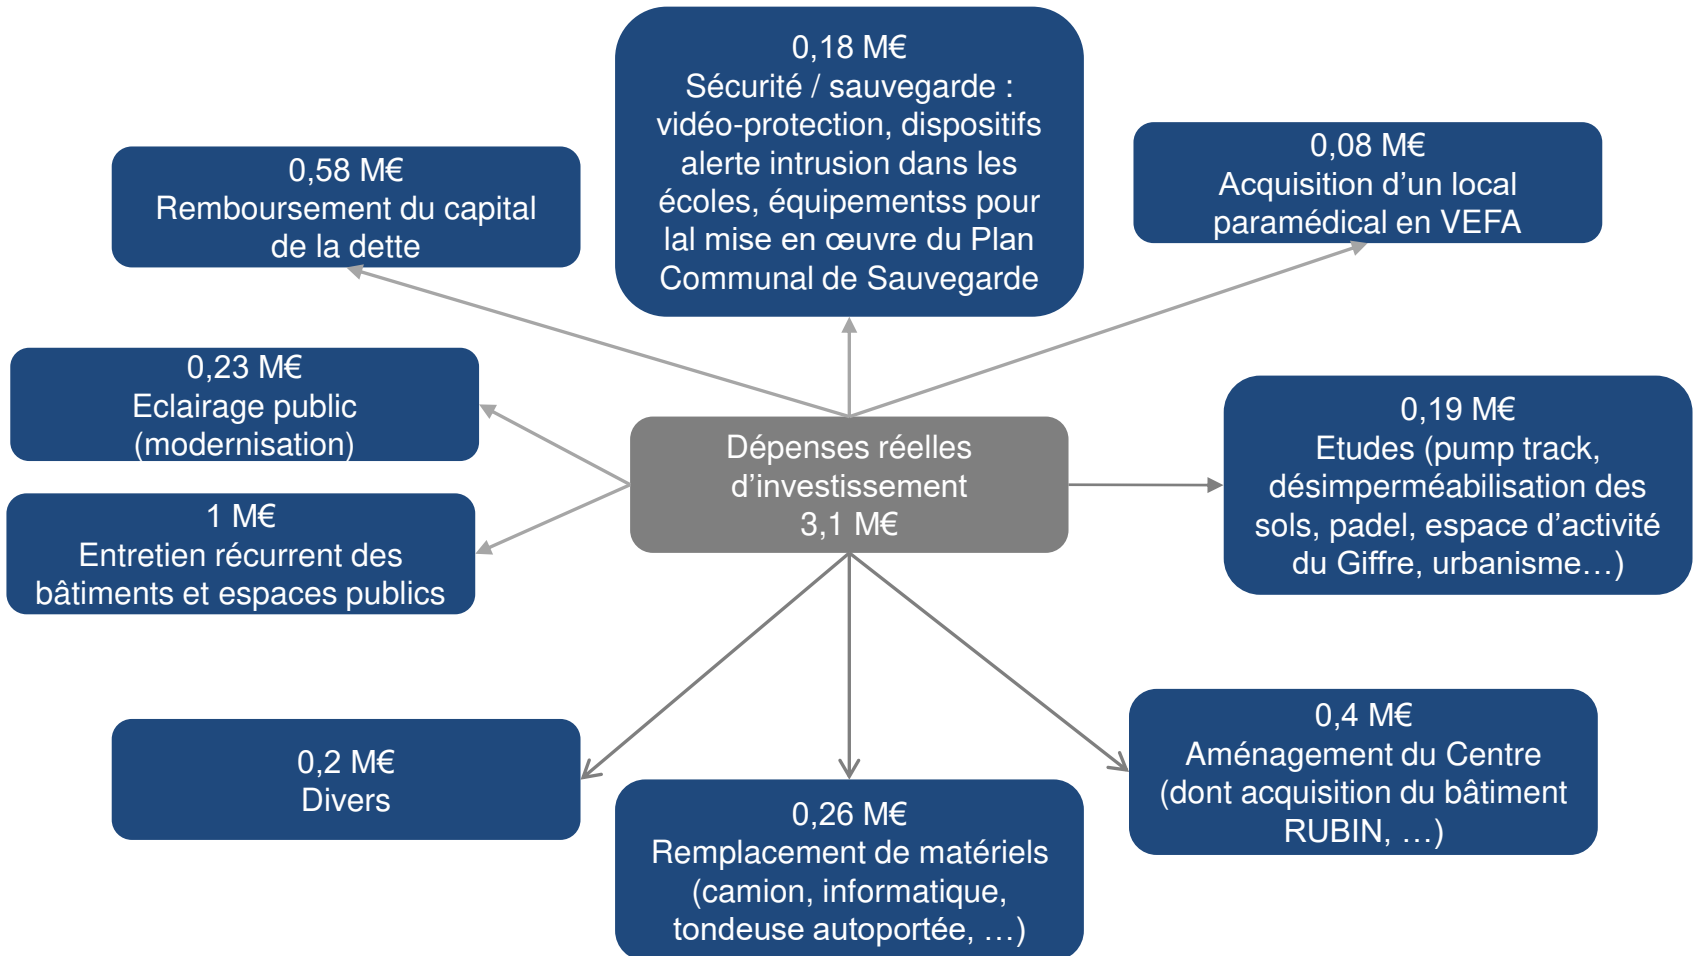 0,18 M€
Sécurité / sauvegarde :
vidéo-protection, dispositifs
alerte intrusion dans les
écoles, équipementss pour
lal mise en œuvre du Plan
Communal de Sauvegarde
0,58 M€
Remboursement du capital
de la dette
0,08 M€
Acquisition d’un local
paramédical en VEFA
0,23 M€
Eclairage public
(modernisation)
1 M€
Entretien récurrent des
bâtiments et espaces publics
Dépenses réelles
d’investissement
3,1 M€
0,19 M€
Etudes (pump track,
désimperméabilisation des
sols, padel, espace d’activité
du Giffre, urbanisme…)
0,2 M€
Divers
0,26 M€
Remplacement de matériels
(camion, informatique,
tondeuse autoportée, …)
0,4 M€
Aménagement du Centre
(dont acquisition du bâtiment
RUBIN, …)